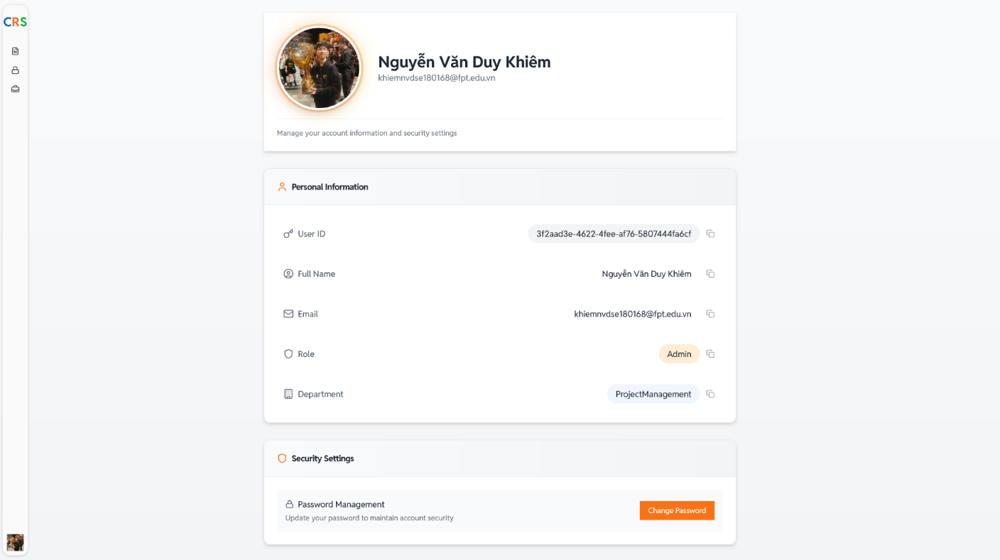 CRS
Nguyễn Văn Duy Khiêm
khiemnvdse180168@fpt.edu.vn
Manage your account information and security settings
Personal Information
User ID
3f2aad3e-4622-4fee-af76-5807444fa6cf
Full Name
Nguyễn Văn Duy Khiêm
Email
khiemnvdse180168@fpt.edu.vn
Role
Admin
Department
ProjectManagement
Security Settings
Password Management
Update your password to maintain account security
Change Password